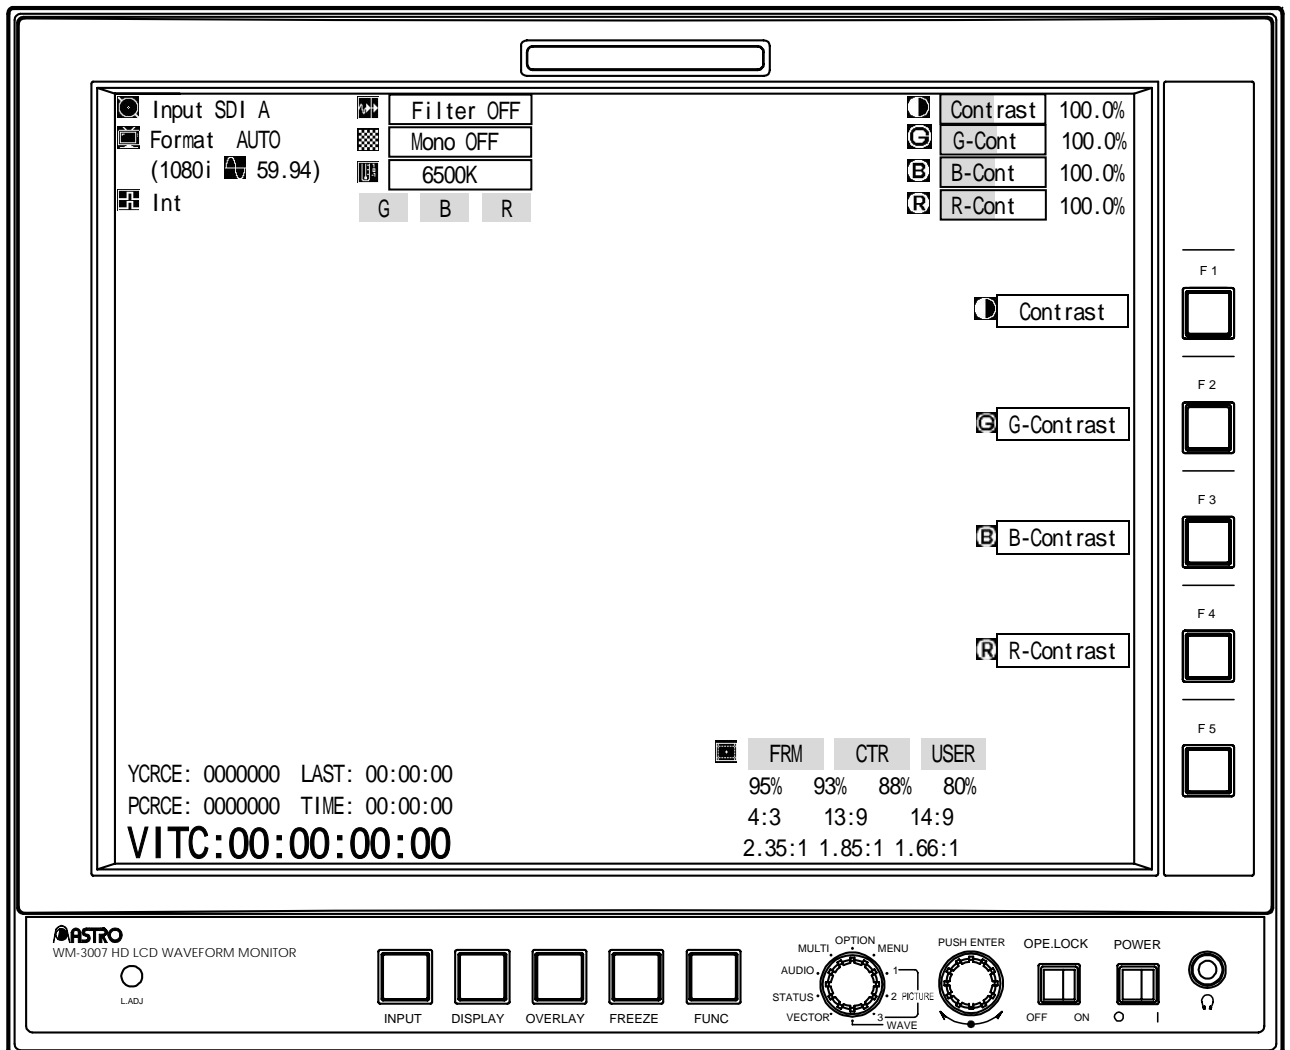 Input SDI A
Filter OFF
Contrast 100.0%
Format AUTO
Mono OFF
G G-Cont 100.0%
(1080i 59.94)
6500K
B B-Cont 100.0%
Int
G B R
R R-Cont 100.0%
F 1
Contrast
F 2
G G-Contrast
F 3
B B-Contrast
F 4
R R-Contrast
F 5
FRM CTR USER
YCRCE: 0000000 LAST: 00:00:00
95% 93% 88% 80%
PCRCE: 0000000 TIME: 00:00:00
4:3 13:9 14:9
VITC:00:00:00:00
2.35:1 1.85:1 1.66:1
ASTRO
WM-3007 HD LCD WAVEFORM MONITOR
L.ADJ
INPUT DISPLAY OVERLAY FREEZE FUNC
OPTION
MULTI MENU
AUDIO 1
STATUS 2 PICTURE
VECTOR 3
WAVE
PUSH ENTER
OPE.LOCK
OFF ON
POWER
O I